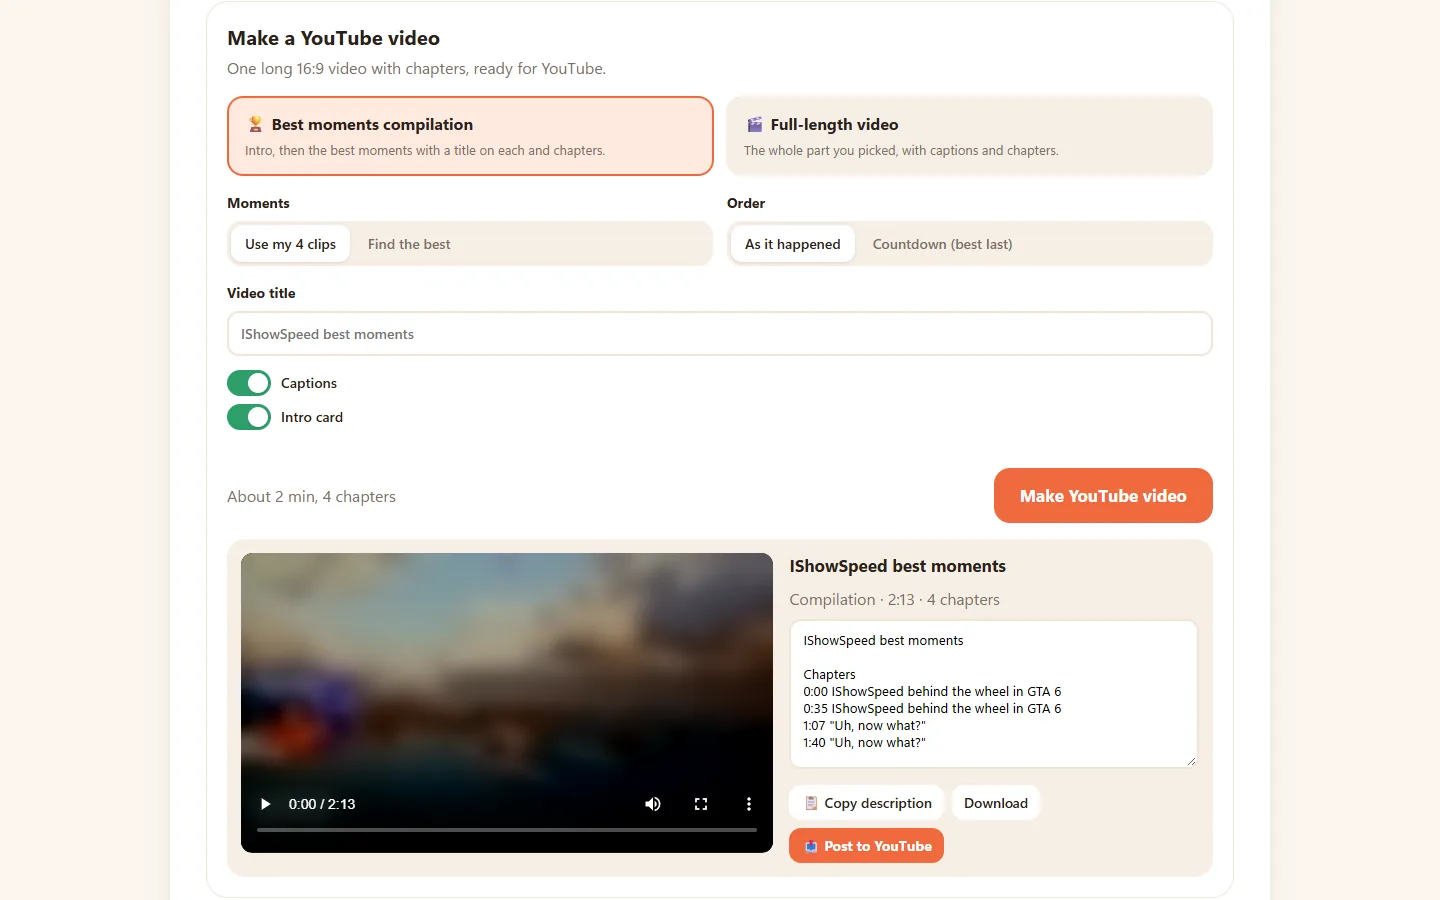 Make a YouTube video
One long 16:9 video with chapters, ready for YouTube.
🏆 Best moments compilation
Intro, then the best moments with a title on each and chapters.
🎬 Full-length video
The whole part you picked, with captions and chapters.
Moments
Use my 4 clips
Find the best
Order
As it happened
Countdown (best last)
Video title
IShowSpeed best moments
Captions
Intro card
About 2 min, 4 chapters
Make YouTube video
0:00 / 2:13
IShowSpeed best moments
Compilation · 2:13 · 4 chapters
IShowSpeed best moments
Chapters
0:00 IShowSpeed behind the wheel in GTA 6
0:35 IShowSpeed behind the wheel in GTA 6
1:07 "Uh, now what?"
1:40 "Uh, now what?"
📋 Copy description
Download
📤 Post to YouTube